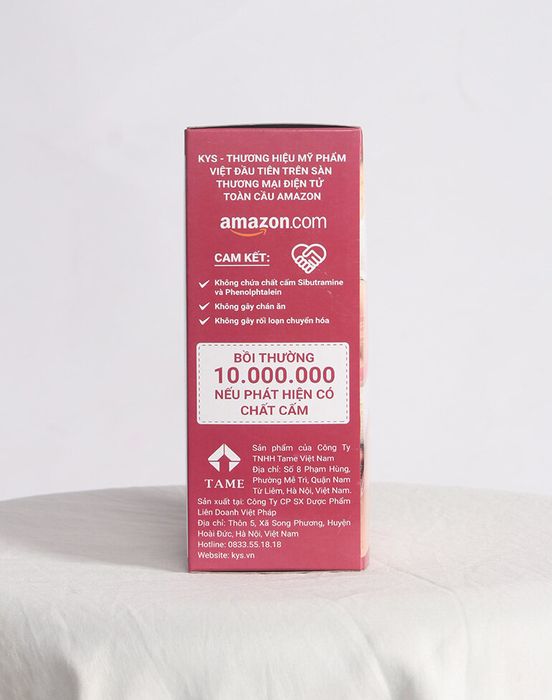 KYS - THƯƠNG HIỆU MỸ PHẨM
VIỆT ĐẦU TIÊN TRÊN SÀN
THƯƠNG MẠI ĐIỆN TỬ
TOÀN CẦU AMAZON
amazon.com
CAM KẾT:
Không chứa chất cấm Sibutramine
và Phenolphtalein
Không gây chán ăn
Không gây rối loạn chuyển hóa
BỒI THƯỜNG
10.000.000
NẾU PHÁT HIỆN CÓ
CHẤT CẤM
TAME
Sản phẩm của Công Ty
TNHH Tame Việt Nam
Địa chỉ: Số 8 Phạm Hùng,
Phường Mễ Trì, Quận Nam
Từ Liêm, Hà Nội, Việt Nam.
Sản xuất tại: Công Ty CP SX Dược Phẩm
Liên Doanh Việt Pháp
Địa chỉ: Thôn 5, Xã Song Phương, Huyện
Hoài Đức, Hà Nội, Việt Nam
Hotline: 0833.55.18.18
Website: kys.vn